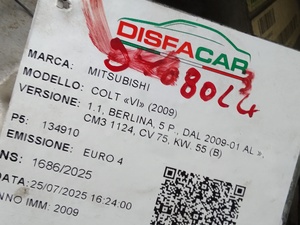 DISFACAR
MARCA: MITSUBISHI
MODELLO: COLT «VI» (2009)
VERSIONE: 1.1, BERLINA, 5 P., DAL 2009-01 AL »,
CM3 1124, CV 75, KW. 55 (B)
P5: 134910
EMISSIONE: EURO 4
NS: 1686/2025
DATA: 25/07/2025 16:24:00
NNO IMM: 2009